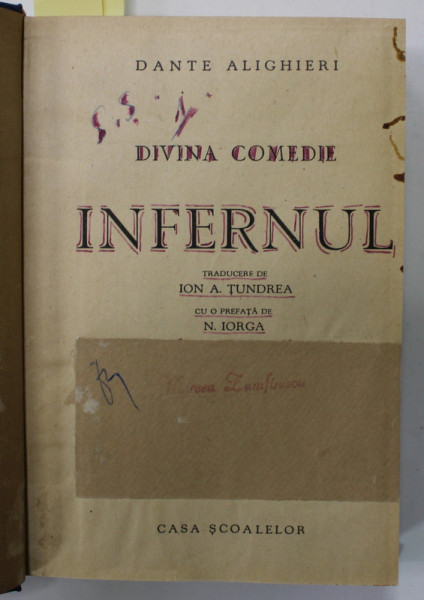 DANTE ALIGHIERI
DIVINA COMEDIE
INFERNUL
TRADUCERE DE
ION A. ȚUNDREA
CU O PREFAȚĂ DE
N. IORGA
CASA ȘCOALELOR